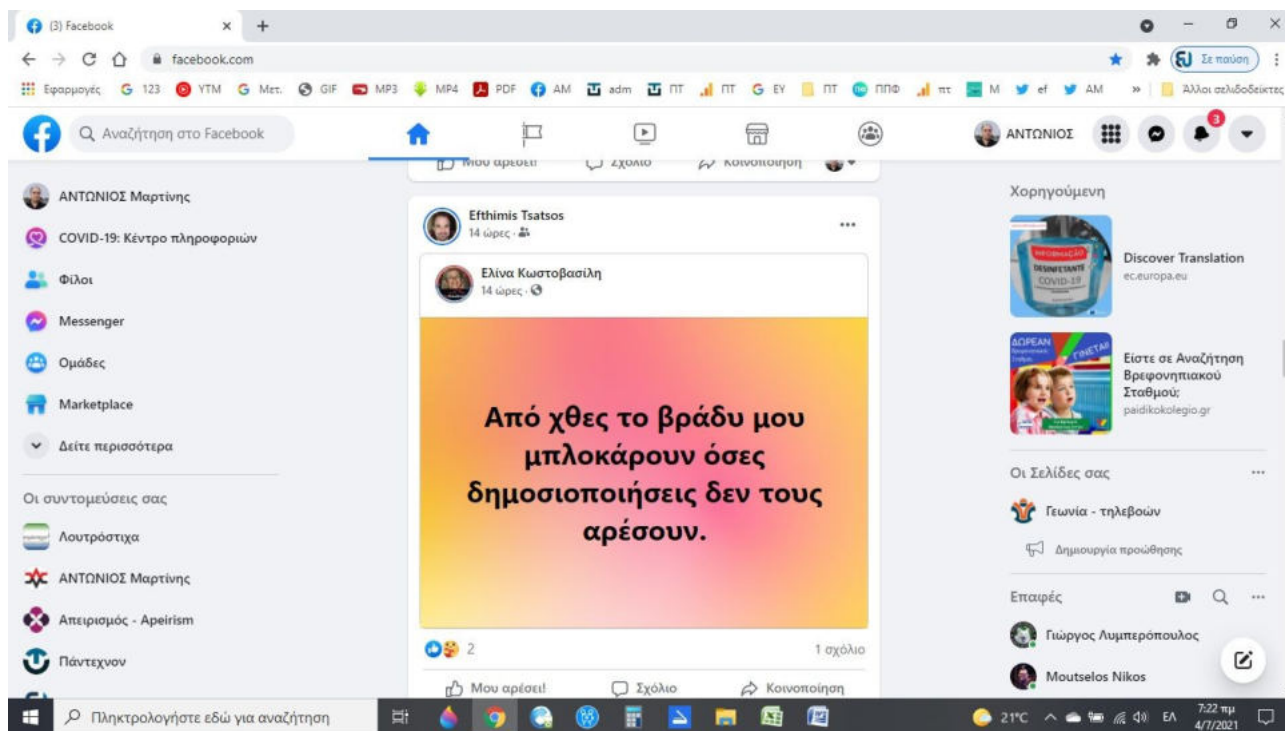 (3) Facebook
facebook.com
Σε παύση
Εφαρμογές 123 YTM Μετ. GIF MP3 MP4 PDF AM adm ΠΤ ΠΤ ΕΥ ΠΤ ΠΠΦ πτ M ef AM » Άλλοι σελιδοδείκτες
Αναζήτηση στο Facebook
ΑΝΤΩΝΙΟΣ
3
Μου αρέσει! Σχόλιο Κοινοποίηση
ΑΝΤΩΝΙΟΣ Μαρτίνης
COVID-19: Κέντρο πληροφοριών
Φίλοι
Messenger
Ομάδες
Marketplace
Δείτε περισσότερα
Οι συντομεύσεις σας
Λουτρόστιχα
ΑΝΤΩΝΙΟΣ Μαρτίνης
Απειρισμός - Apeirism
Πάντεχνον
Efthimis Tsatsos
14 ώρες ·
Ελίνα Κωστοβασίλη
14 ώρες ·
Από χθες το βράδυ μου
μπλοκάρουν όσες
δημοσιοποιήσεις δεν τους
αρέσουν.
2
1 σχόλιο
Μου αρέσει! Σχόλιο Κοινοποίηση
Χορηγούμενη
DESINFETANTE
COVID-19
Discover Translation
ec.europa.eu
ΔΩΡΕΑΝ
ΓΙΝΕΤΑΙ!
Είστε σε Αναζήτηση
Βρεφονηπιακού
Σταθμού;
paidikokolegio.gr
Οι Σελίδες σας
Γεωνία - τηλεβοών
Δημιουργία προώθησης
Επαφές
Γιώργος Λυμπερόπουλος
Moutselos Nikos
Πληκτρολογήστε εδώ για αναζήτηση
21°C
ΕΛ
7:22 πμ
4/7/2021